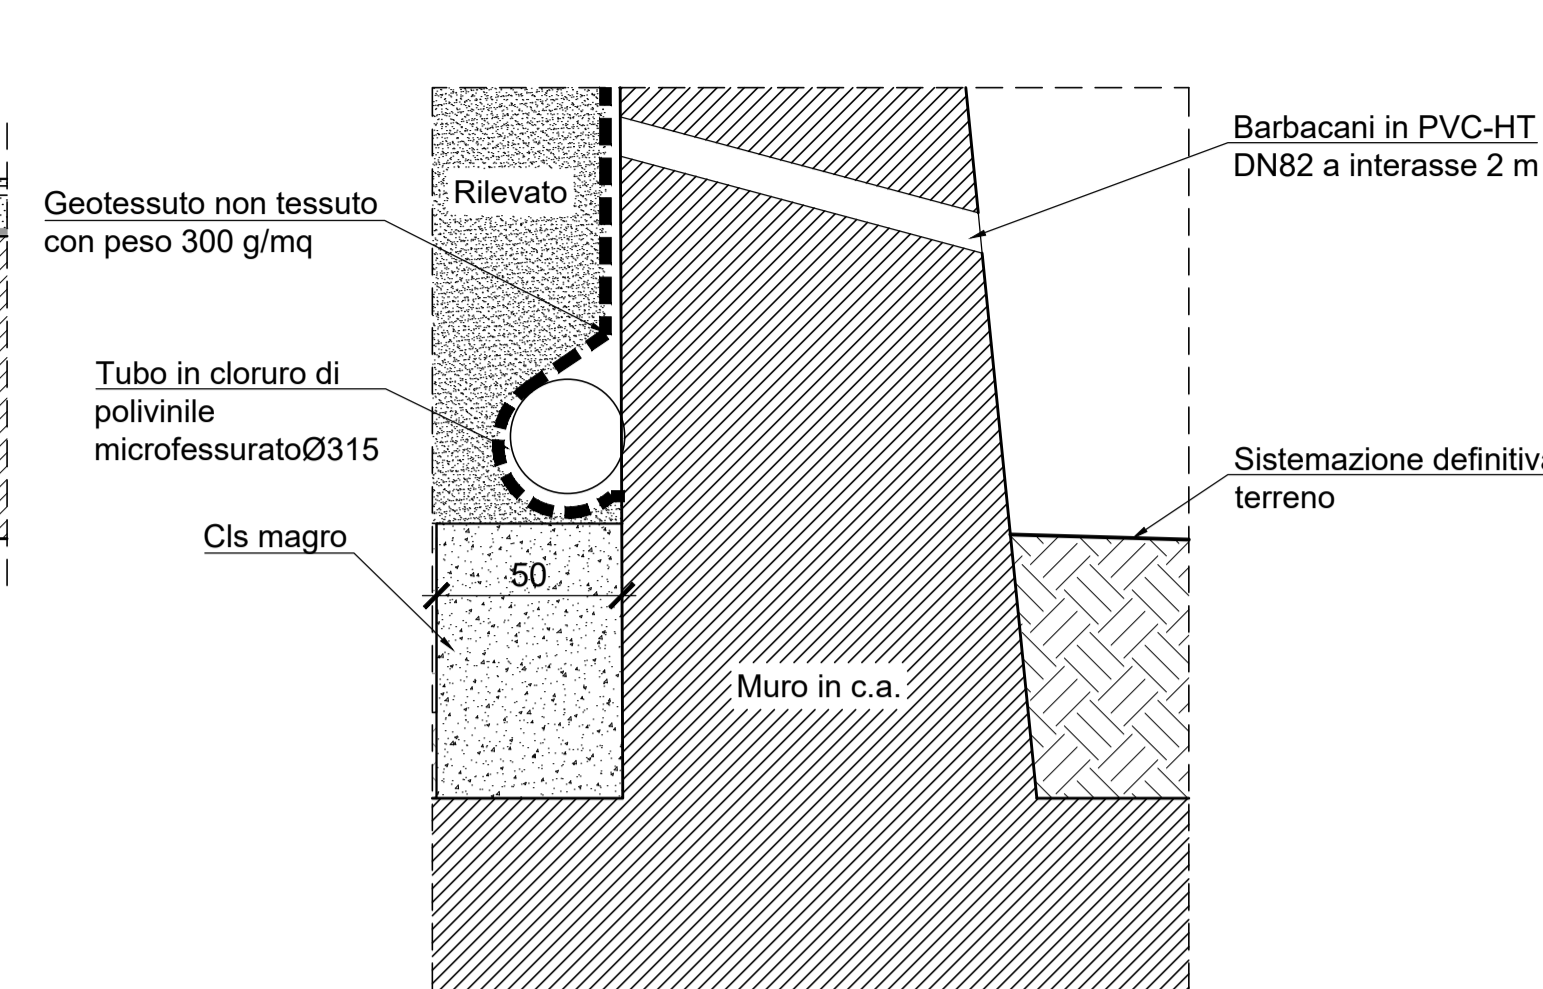 Barbacani in PVC-HT
DN82 a interasse 2 m
Rilevato
Geotessuto non tessuto
con peso 300 g/mq
Tubo in cloruro di
polivinile
microfessuratoØ315
Sistemazione definitiva
terreno
Cls magro
50
Muro in c.a.